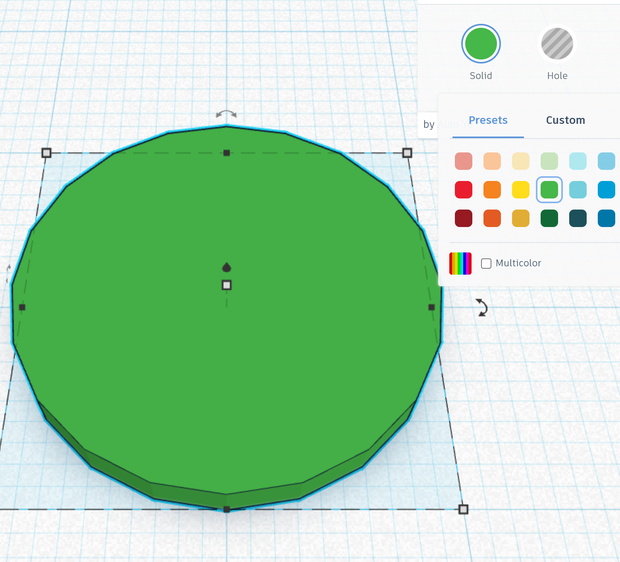 Solid
Hole
by
Presets
Custom
Multicolor